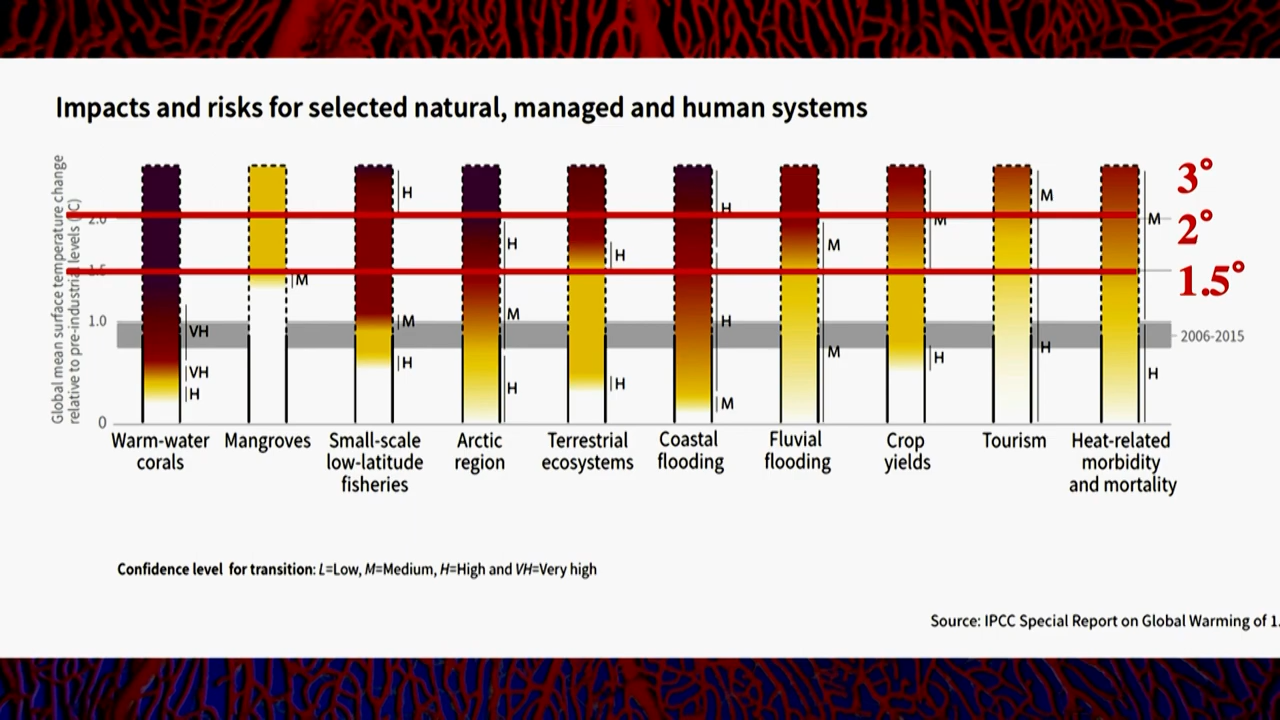 Impacts and risks for selected natural, managed and human systems
Global mean surface temperature change
relative to pre-industrial levels (°C)
2.0
1.5
1.0
0
VH
VH
H
M
H
M
H
H
M
H
H
H
H
H
M
M
M
M
H
M
H
M
H
3°
2°
1.5°
2006-2015
Warm-water
corals
Mangroves
Small-scale
low-latitude
fisheries
Arctic
region
Terrestrial
ecosystems
Coastal
flooding
Fluvial
flooding
Crop
yields
Tourism
Heat-related
morbidity
and mortality
Confidence level for transition: L=Low, M=Medium, H=High and VH=Very high
Source: IPCC Special Report on Global Warming of 1.